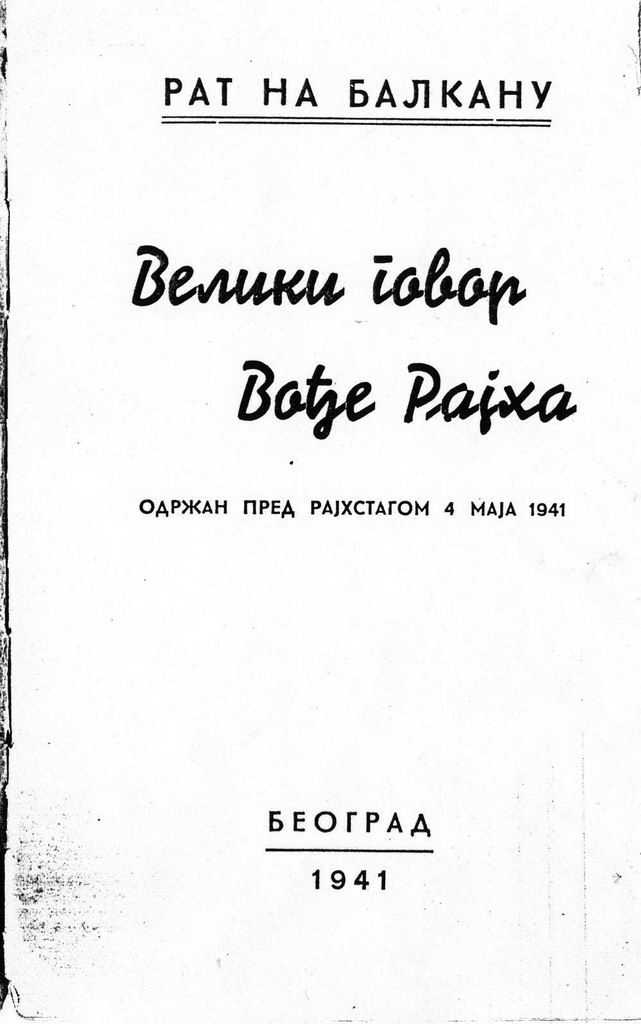 РАТ НА БАЛКАНУ
Велики говор
Вође Рајха
ОДРЖАН ПРЕД РАЈХСТАГОМ 4 МАЈА 1941
БЕОГРАД
1941